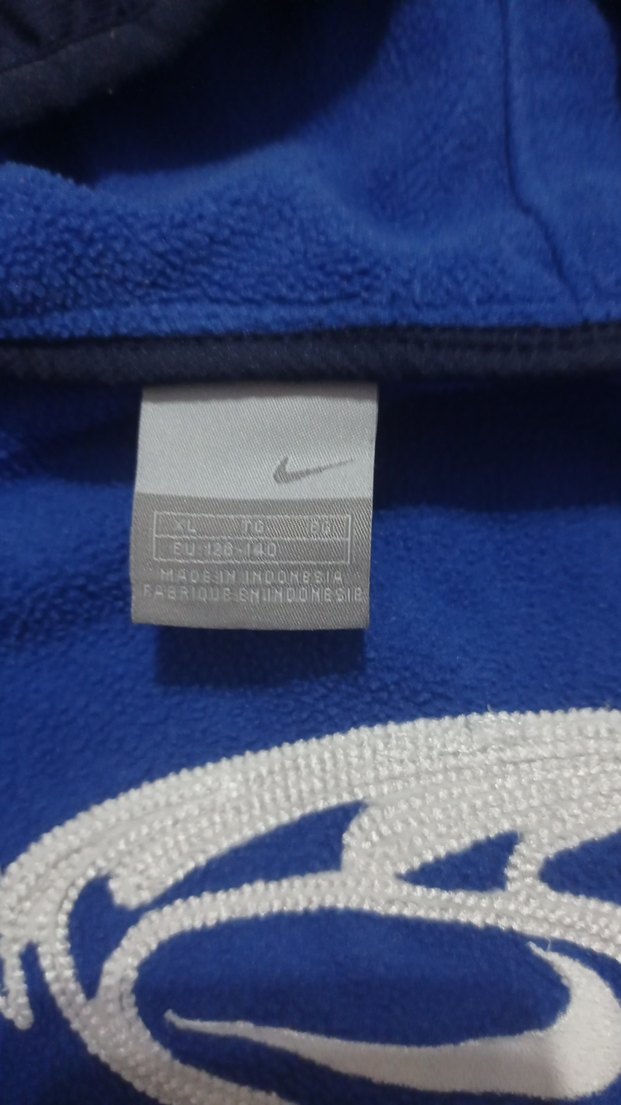 XL TG EG
EU 128-140
MADE IN INDONESIA
FABRIQUE EN INDONESIE